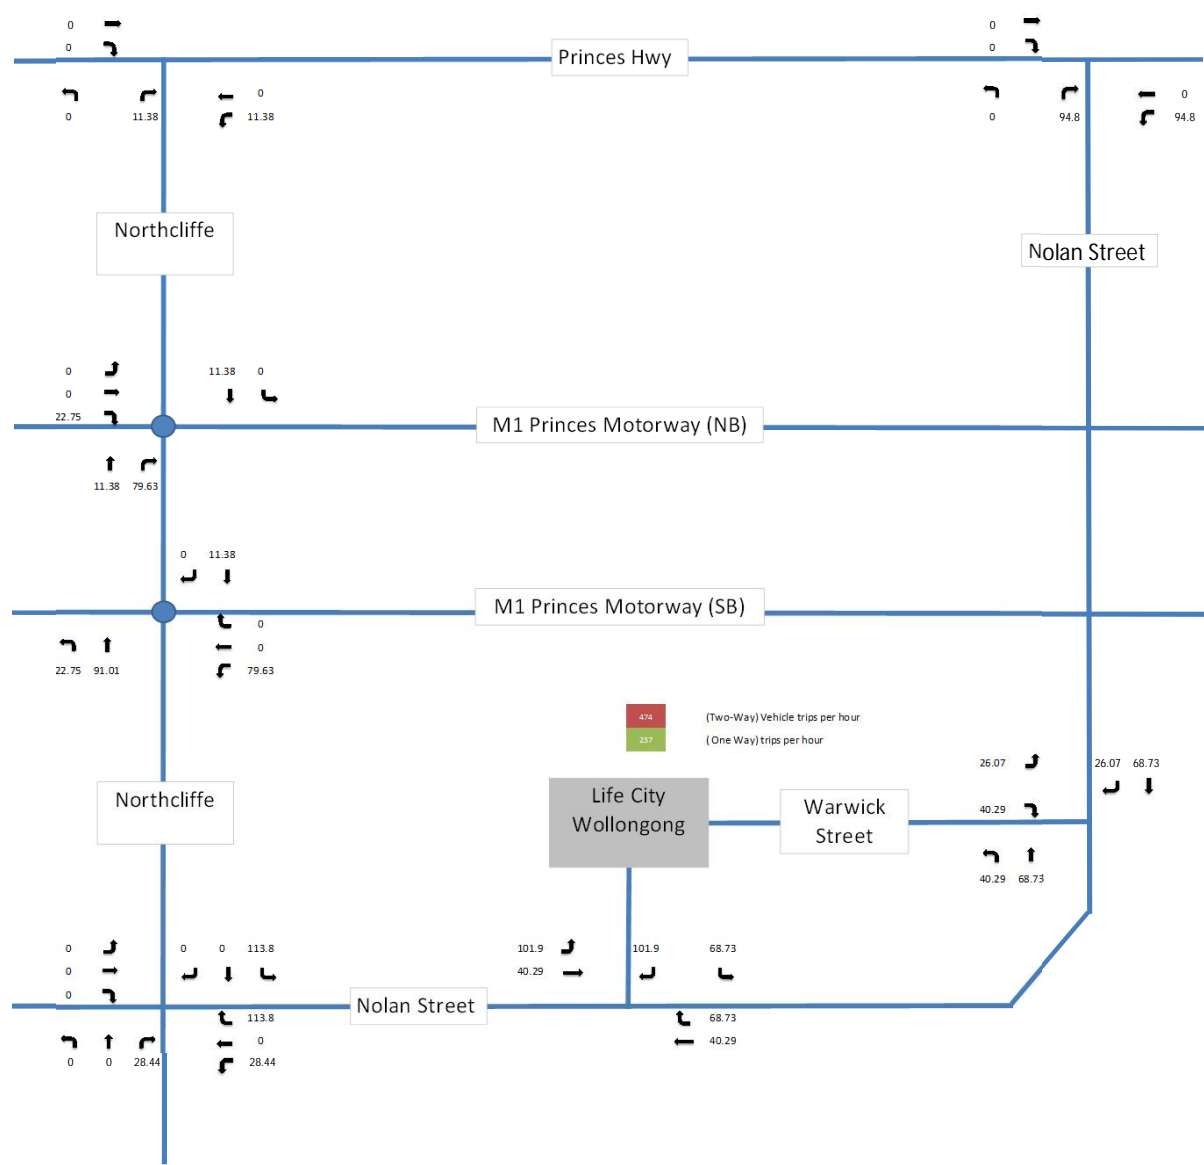 0
0
Princes Hwy
0
0
0
11.38
0
11.38
0
94.8
0
94.8
Northcliffe
Nolan Street
0
0
22.75
11.38 0
M1 Princes Motorway (NB)
11.38 79.63
0 11.38
M1 Princes Motorway (SB)
0
0
79.63
22.75 91.01
474 (Two-Way) Vehicle trips per hour
237 (One Way) trips per hour
Northcliffe
Life City
Wollongong
Warwick
Street
26.07
40.29
26.07 68.73
40.29 68.73
0
0
0
0 0 113.8
101.9
40.29
101.9 68.73
Nolan Street
113.8
0
28.44
0 0 28.44
68.73
40.29